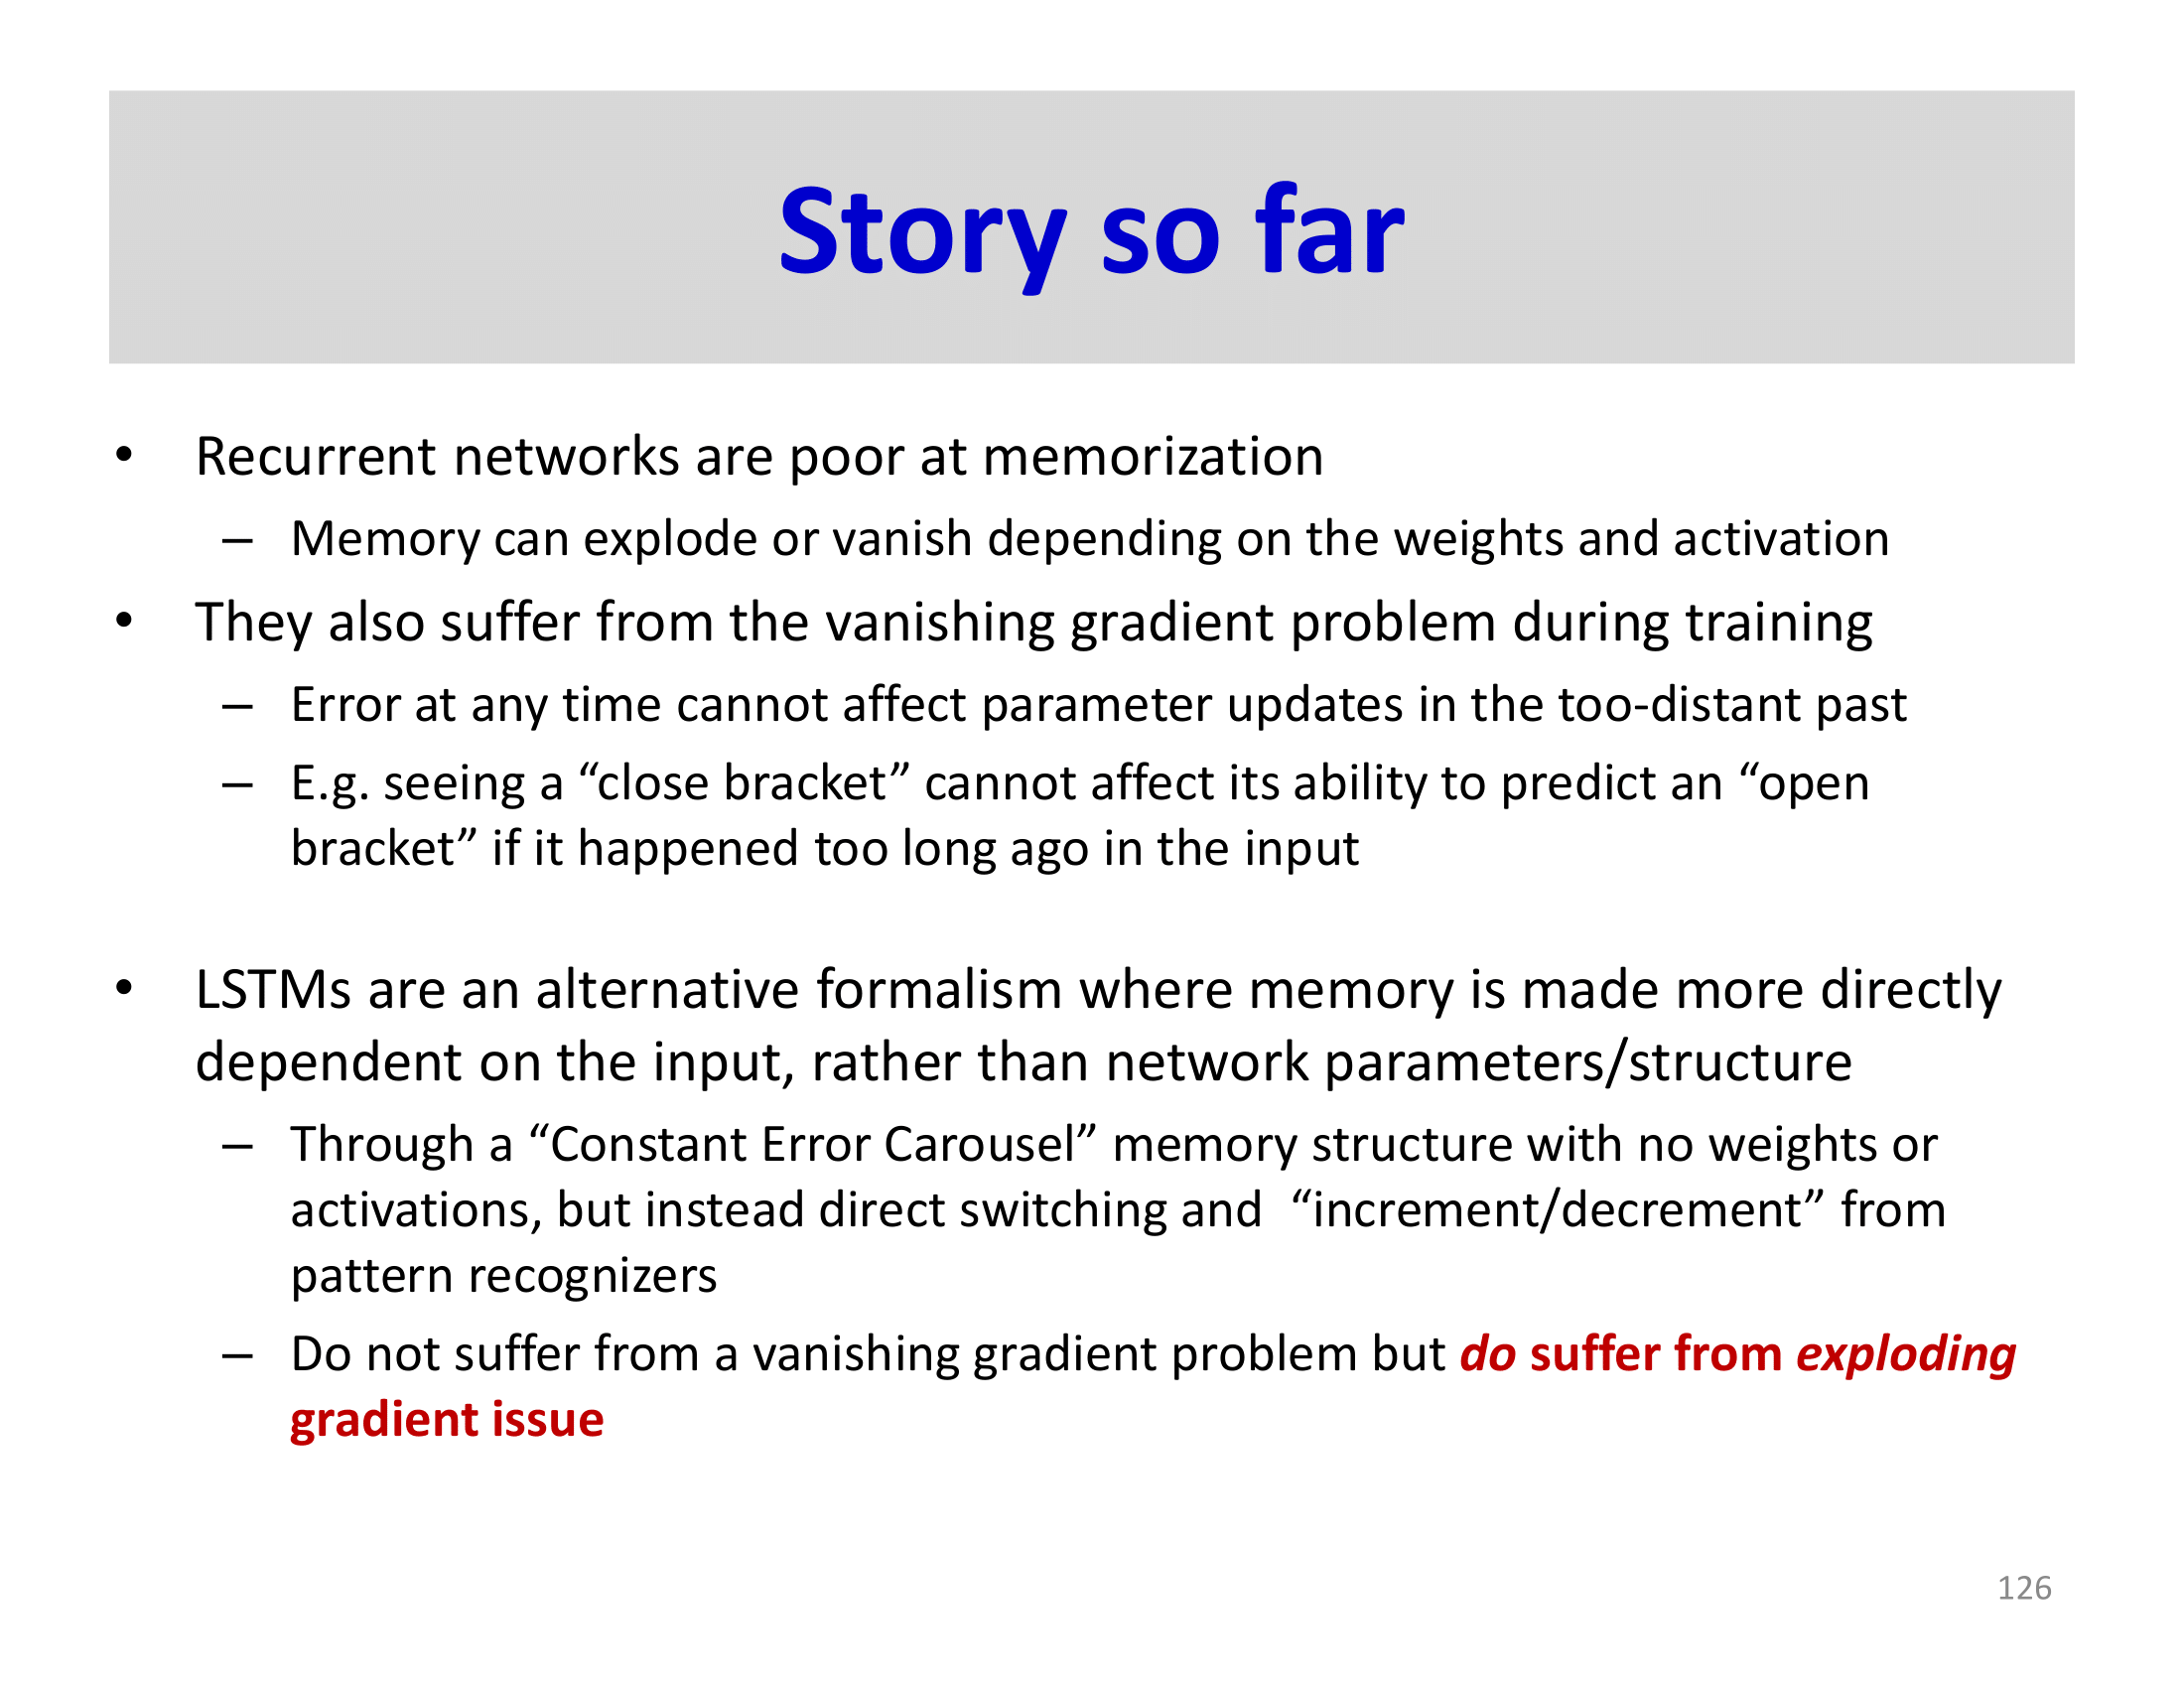 Story so far
• Recurrent networks are poor at memorization
– Memory can explode or vanish depending on the weights and activation
• They also suffer from the vanishing gradient problem during training
– Error at any time cannot affect parameter updates in the too-distant past
– E.g. seeing a “close bracket” cannot affect its ability to predict an “open
bracket” if it happened too long ago in the input
• LSTMs are an alternative formalism where memory is made more directly
dependent on the input, rather than network parameters/structure
– Through a “Constant Error Carousel” memory structure with no weights or
activations, but instead direct switching and “increment/decrement” from
pattern recognizers
– Do not suffer from a vanishing gradient problem but do suffer from exploding
gradient issue
126